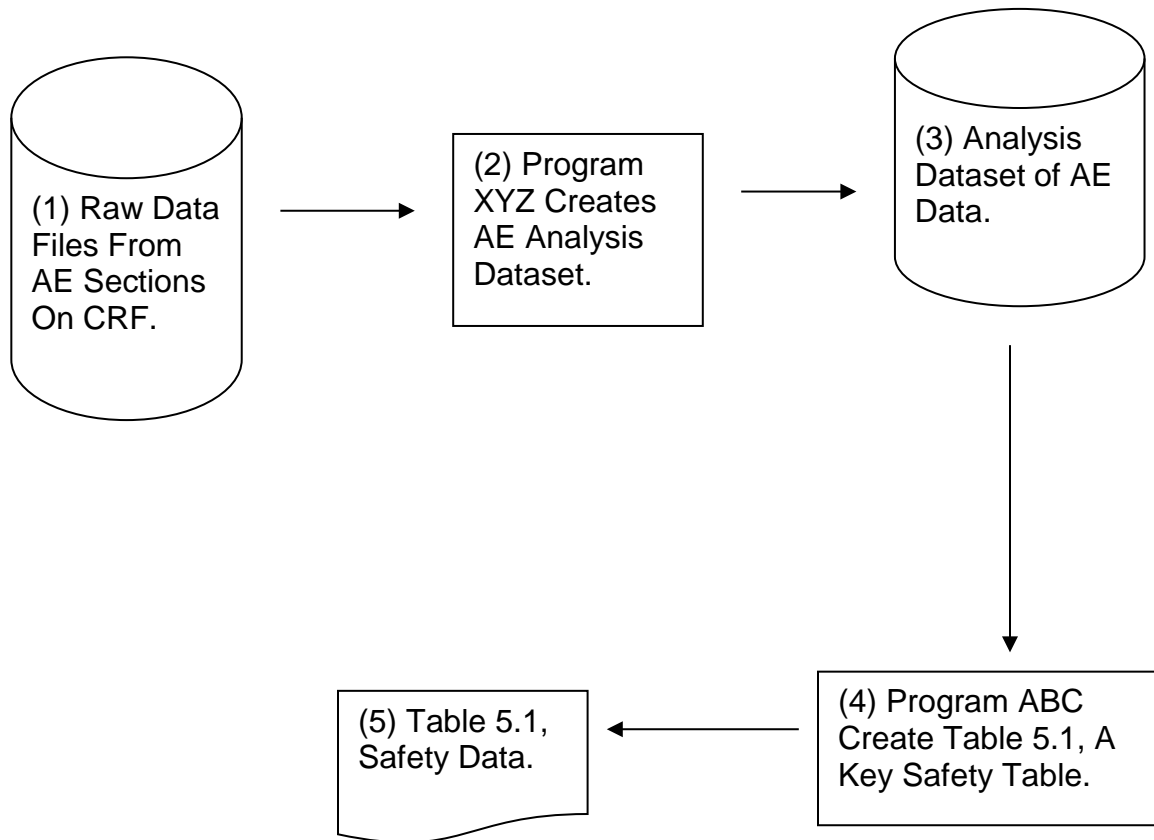 (1) Raw Data
Files From
AE Sections
On CRF.
(2) Program
XYZ Creates
AE Analysis
Dataset.
(3) Analysis
Dataset of AE
Data.
(4) Program ABC
Create Table 5.1, A
Key Safety Table.
(5) Table 5.1,
Safety Data.